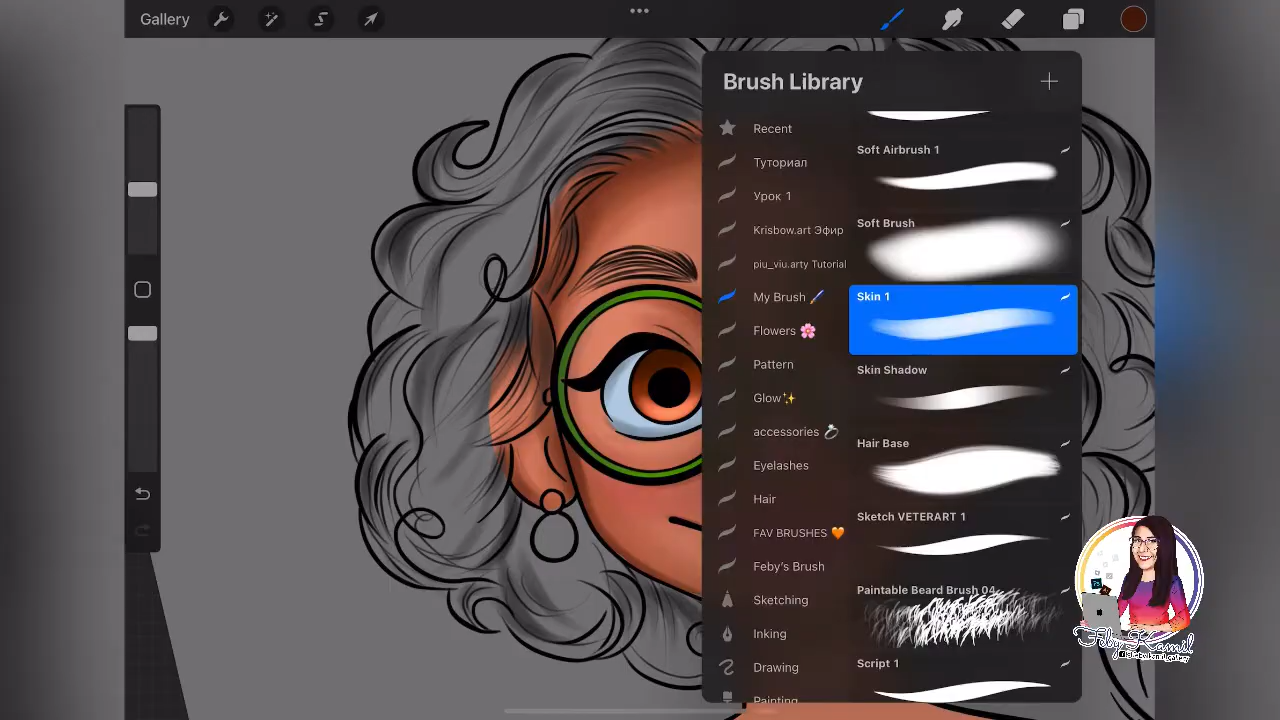 Gallery
Brush Library
Recent
Туториал
Урок 1
Krisbow.art Эфир
piu_viu.arty Tutorial
My Brush 🖌️
Flowers 🌸
Pattern
Glow✨
accessories 💍
Eyelashes
Hair
FAV BRUSHES 🧡
Feby's Brush
Sketching
Inking
Drawing
Painting
Soft Airbrush 1
Soft Brush
Skin 1
Skin Shadow
Hair Base
Sketch VETERART 1
Paintable Beard Brush 04
Script 1
Feby Kamil